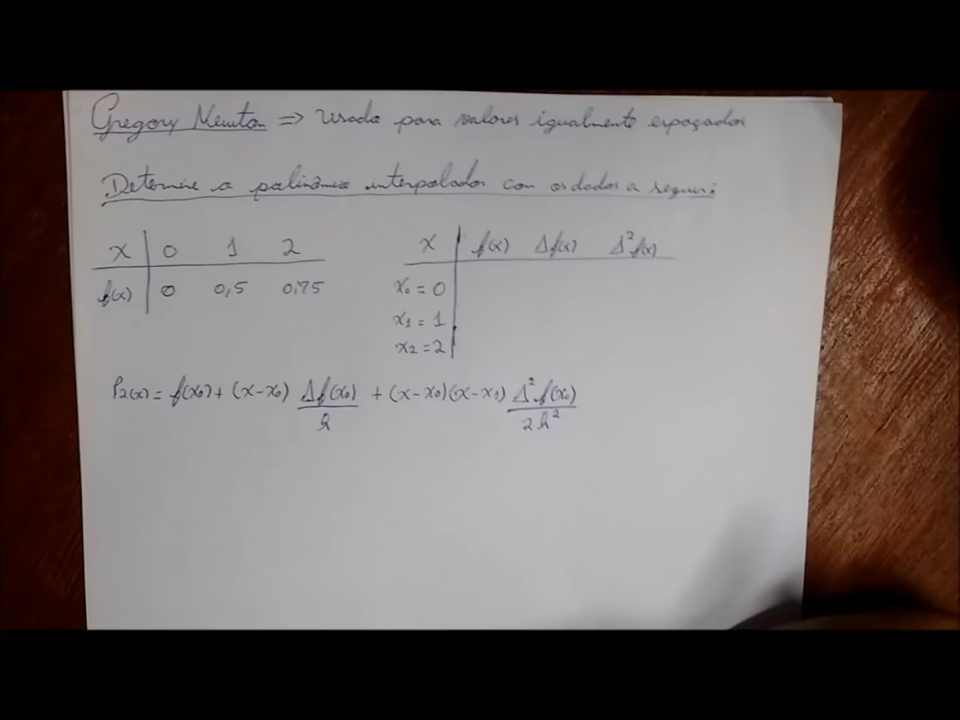 Gregory Newton => Usada para valores igualmente espaçados
Determine o polinômio interpolador com os dados a seguir:
x | 0 1 2
f(x) | 0 0,5 0,75
x | f(x) Δf(x) Δ²f(x)
x₀ = 0
x₁ = 1
x₂ = 2
P₂(x) = f(x₀) + (x-x₀) Δf(x₀)/h + (x-x₀)(x-x₁) Δ²f(x₀)/2h²